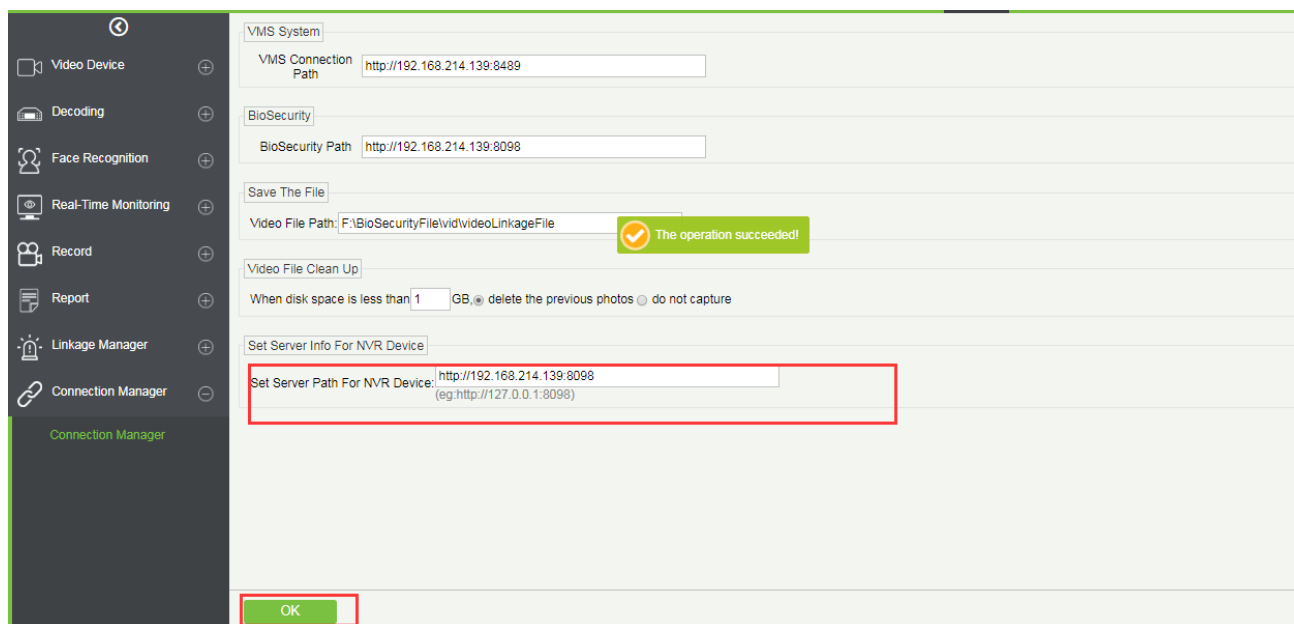 Video Device
Decoding
Face Recognition
Real-Time Monitoring
Record
Report
Linkage Manager
Connection Manager
Connection Manager
VMS System
VMS Connection
Path
http://192.168.214.139:8489
BioSecurity
BioSecurity Path http://192.168.214.139:8098
Save The File
Video File Path: F:\BioSecurityFile\vid\videoLinkageFile
The operation succeeded!
Video File Clean Up
When disk space is less than 1 GB, delete the previous photos do not capture
Set Server Info For NVR Device
Set Server Path For NVR Device: http://192.168.214.139:8098
(eg:http://127.0.0.1:8098)
OK